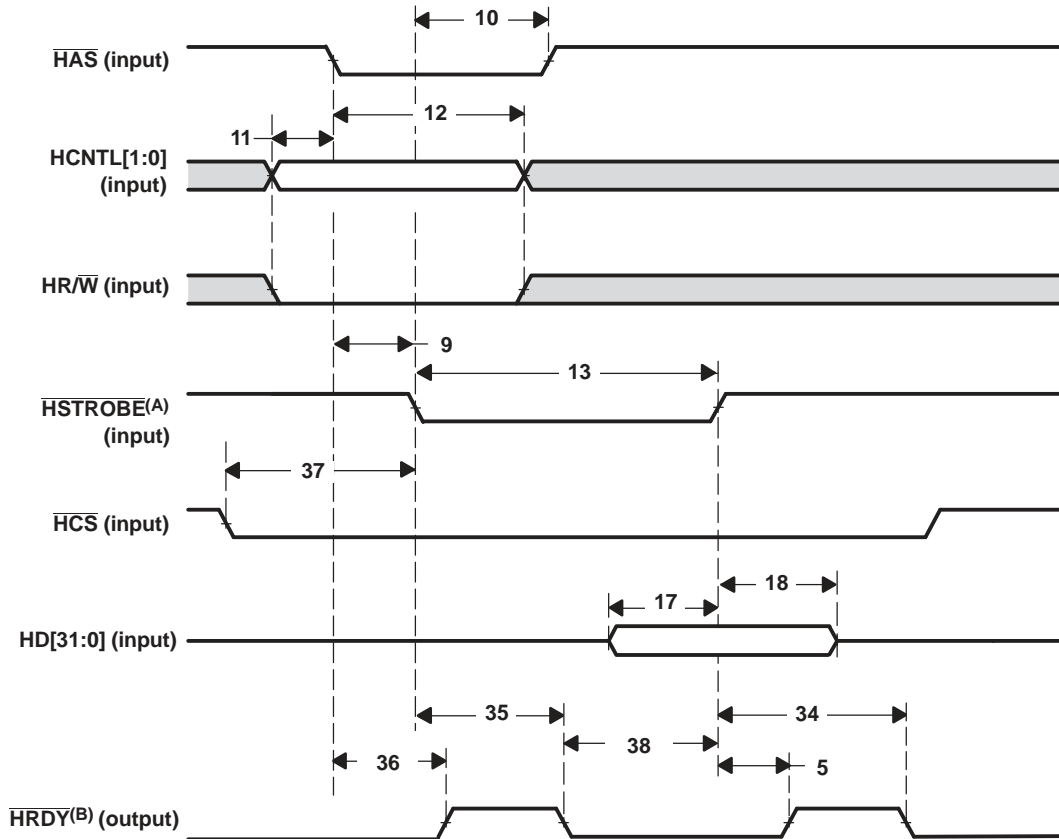 10
HAS (input)
12
11
HCNTL[1:0]
(input)
HR/W (input)
9
13
HSTROBE(A)
(input)
37
HCS (input)
18
17
HD[31:0] (input)
35
34
38
36
5
HRDY(B) (output)